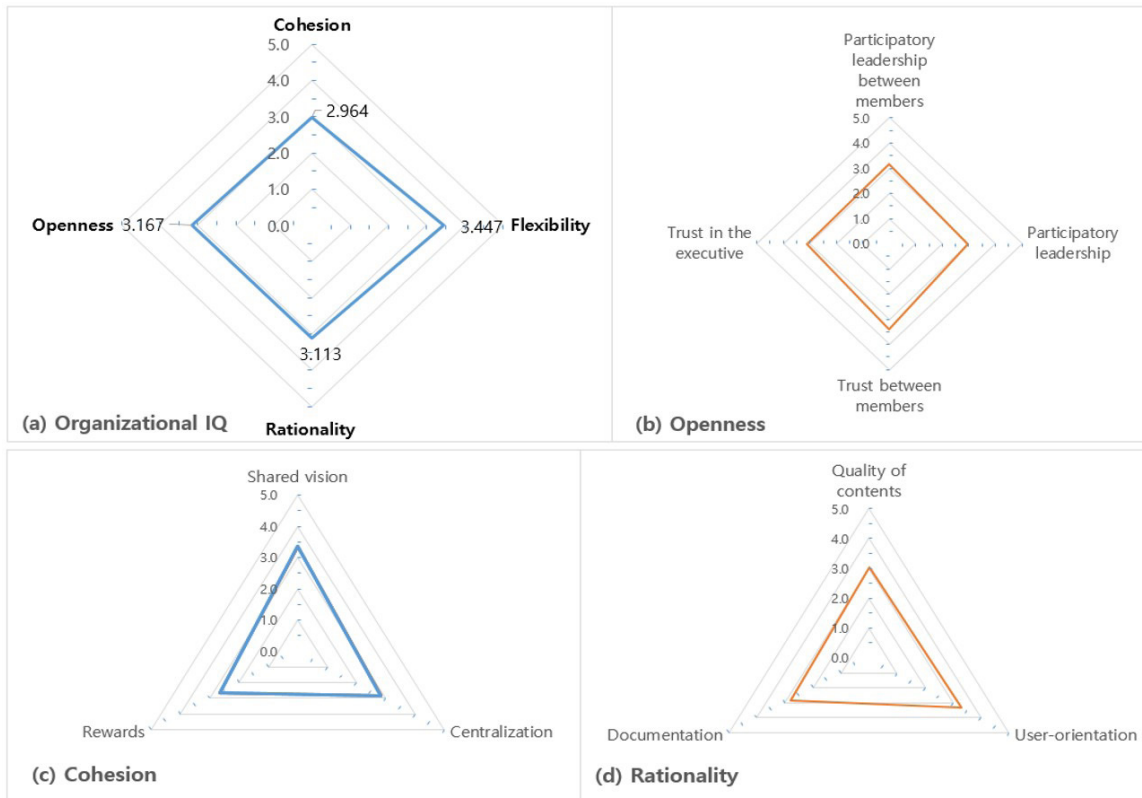 Cohesion
5.0
4.0
3.0
2.964
2.0
1.0
0.0
Openness
3.167
3.447
Flexibility
3.113
Rationality
(a) Organizational IQ
Participatory
leadership
between
members
5.0
4.0
3.0
2.0
1.0
0.0
Trust in the
executive
Participatory
leadership
Trust between
members
(b) Openness
Shared vision
5.0
4.0
3.0
2.0
1.0
0.0
Rewards
Centralization
(c) Cohesion
Quality of
contents
5.0
4.0
3.0
2.0
1.0
0.0
Documentation
User-orientation
(d) Rationality